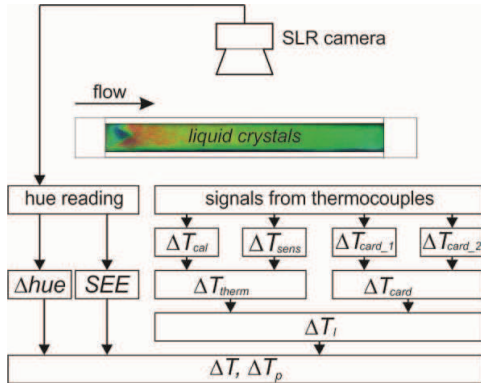 SLR camera
flow
liquid crystals
hue reading
signals from thermocouples
ΔT_cal ΔT_sens ΔT_card_1 ΔT_card_2
Δhue SEE ΔT_therm ΔT_card
ΔT_l
ΔT, ΔT_p